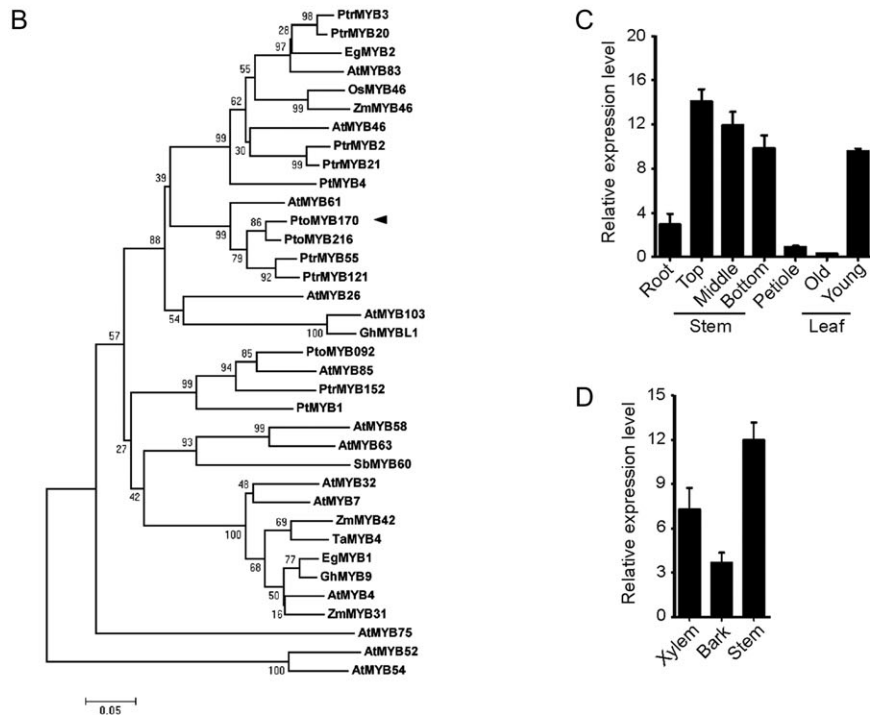 B
98
PtrMYB3
28
PtrMYB20
97
EgMYB2
55
AtMYB83
62
OsMYB46
99
ZmMYB46
99
AtMYB46
30
PtrMYB2
99
PtrMYB21
39
PtMYB4
AtMYB61
88
86
PtoMYB170
99
PtoMYB216
79
PtrMYB55
92
PtrMYB121
AtMYB26
54
AtMYB103
100
GhMYBL1
57
85
PtoMYB092
94
AtMYB85
99
PtrMYB152
PtMYB1
27
99
AtMYB58
93
AtMYB63
SbMYB60
42
48
AtMYB32
AtMYB7
100
69
ZmMYB42
TaMYB4
68
77
EgMYB1
GhMYB9
50
AtMYB4
16
ZmMYB31
AtMYB75
AtMYB52
100
AtMYB54
0.05
C
Relative expression level
20
16
12
8
4
0
Root
Top
Middle
Bottom
Petiole
Old
Young
Stem
Leaf
D
Relative expression level
15
12
9
6
3
0
Xylem
Bark
Stem